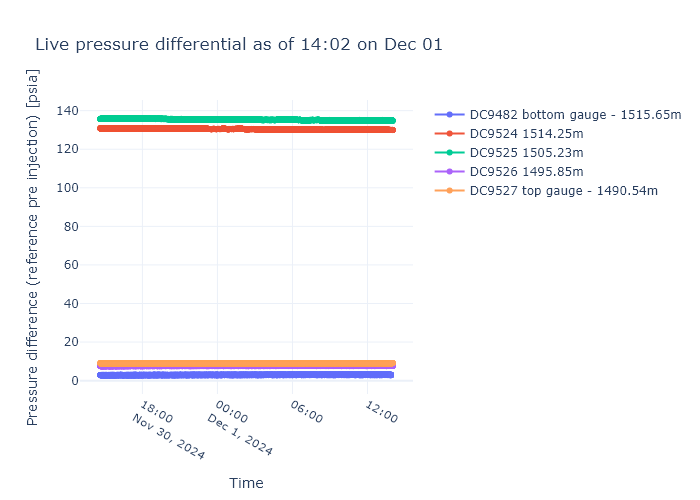 Live pressure differential as of 14:02 on Dec 01
Pressure difference (reference pre injection) [psia]
140
120
100
80
60
40
20
0
18:00
Nov 30, 2024
00:00
Dec 1, 2024
06:00
12:00
Time
DC9482 bottom gauge - 1515.65m
DC9524 1514.25m
DC9525 1505.23m
DC9526 1495.85m
DC9527 top gauge - 1490.54m